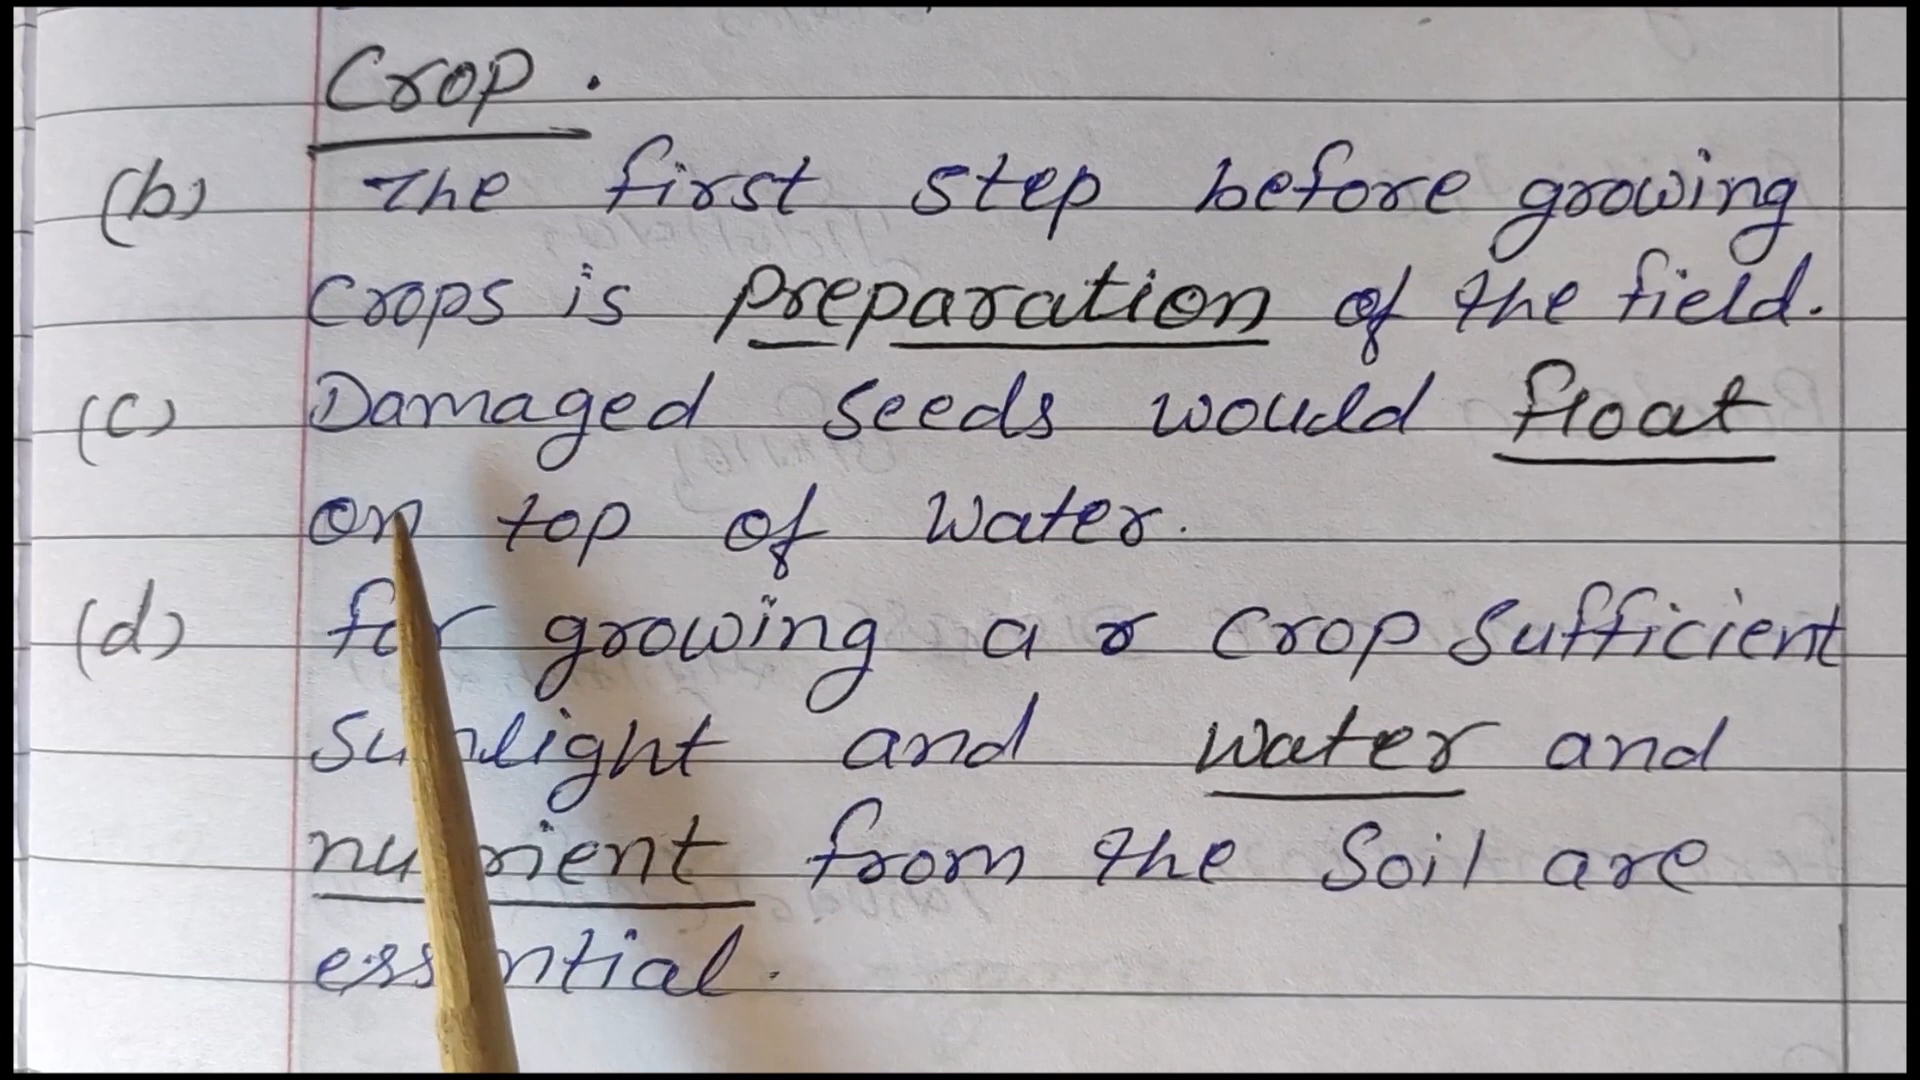 Crop.
(b) The first step before growing
crops is preparation of the field.
(c) Damaged seeds would float
on top of water.
(d) for growing a r crop sufficient
sunlight and water and
nutrient from the soil are
essential.